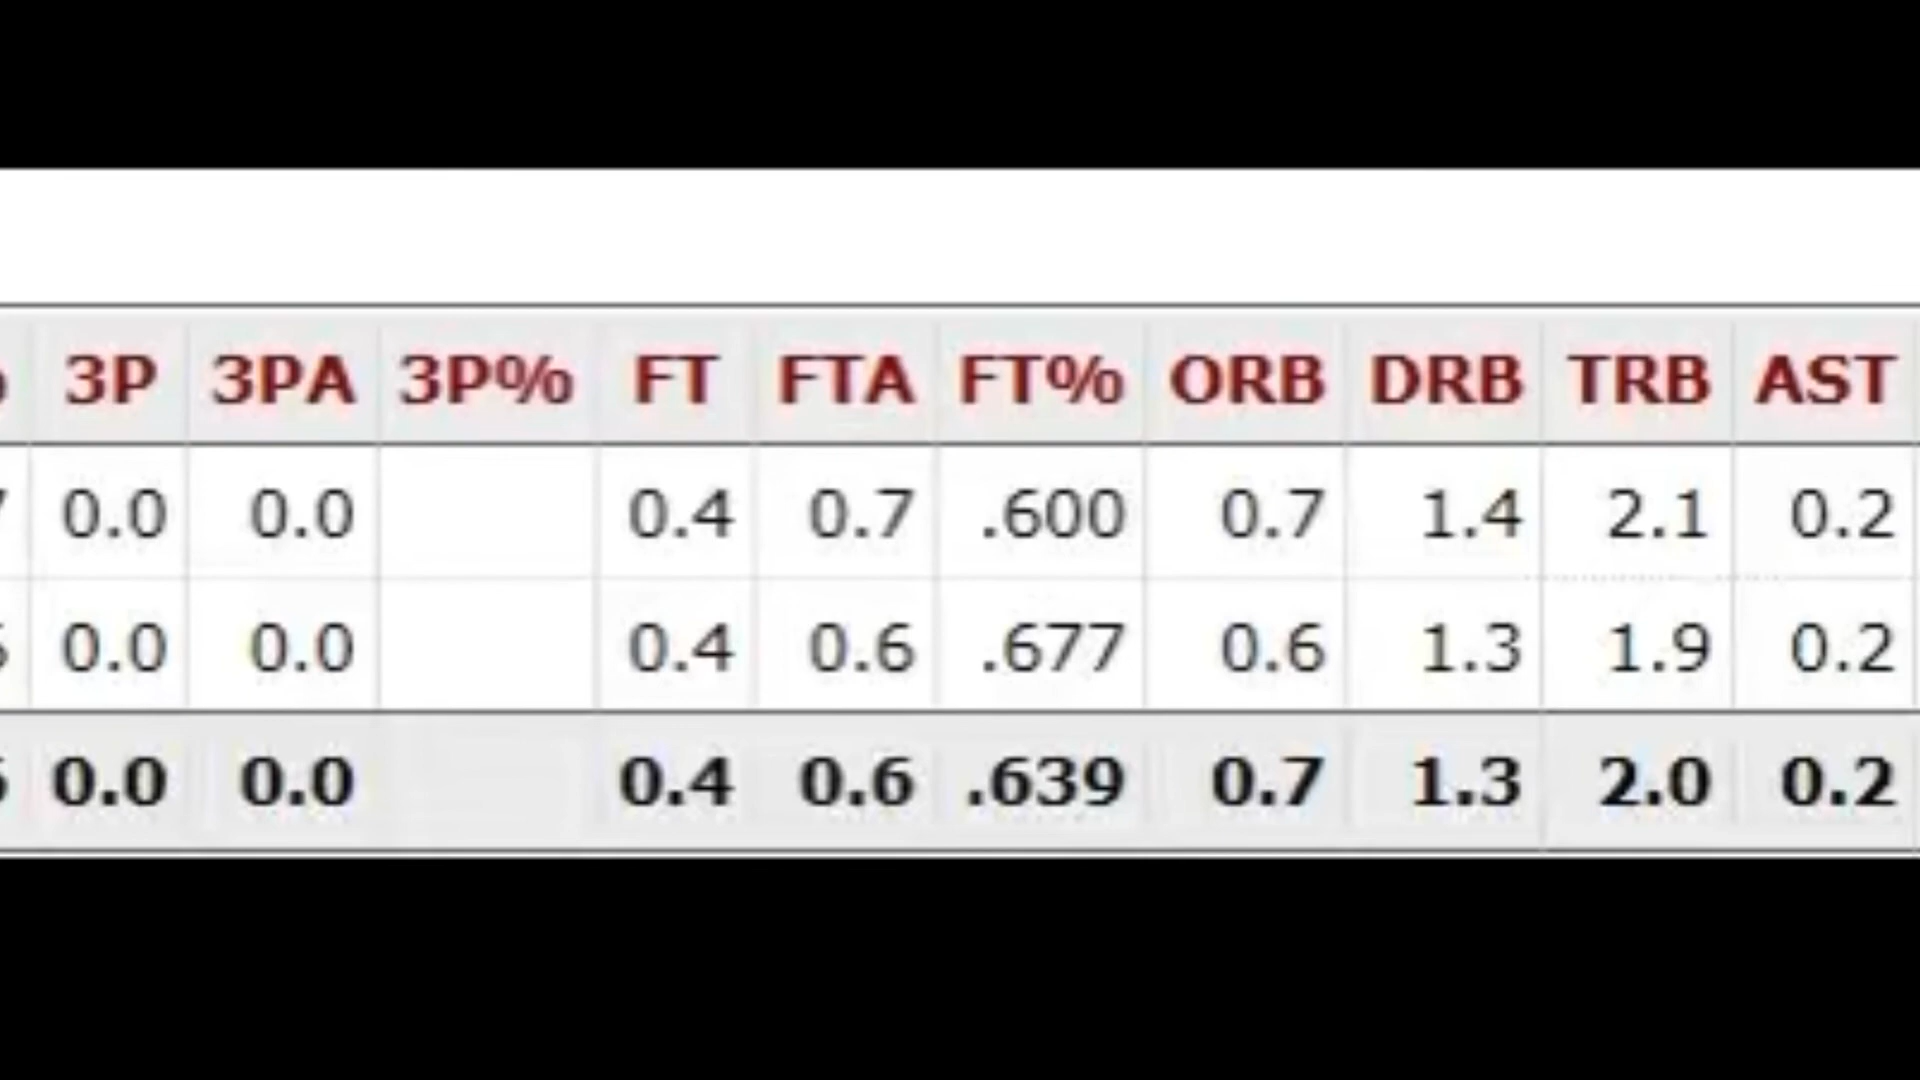 3P 3PA 3P% FT FTA FT% ORB DRB TRB AST
0.0 0.0 0.4 0.7 .600 0.7 1.4 2.1 0.2
0.0 0.0 0.4 0.6 .677 0.6 1.3 1.9 0.2
0.0 0.0 0.4 0.6 .639 0.7 1.3 2.0 0.2